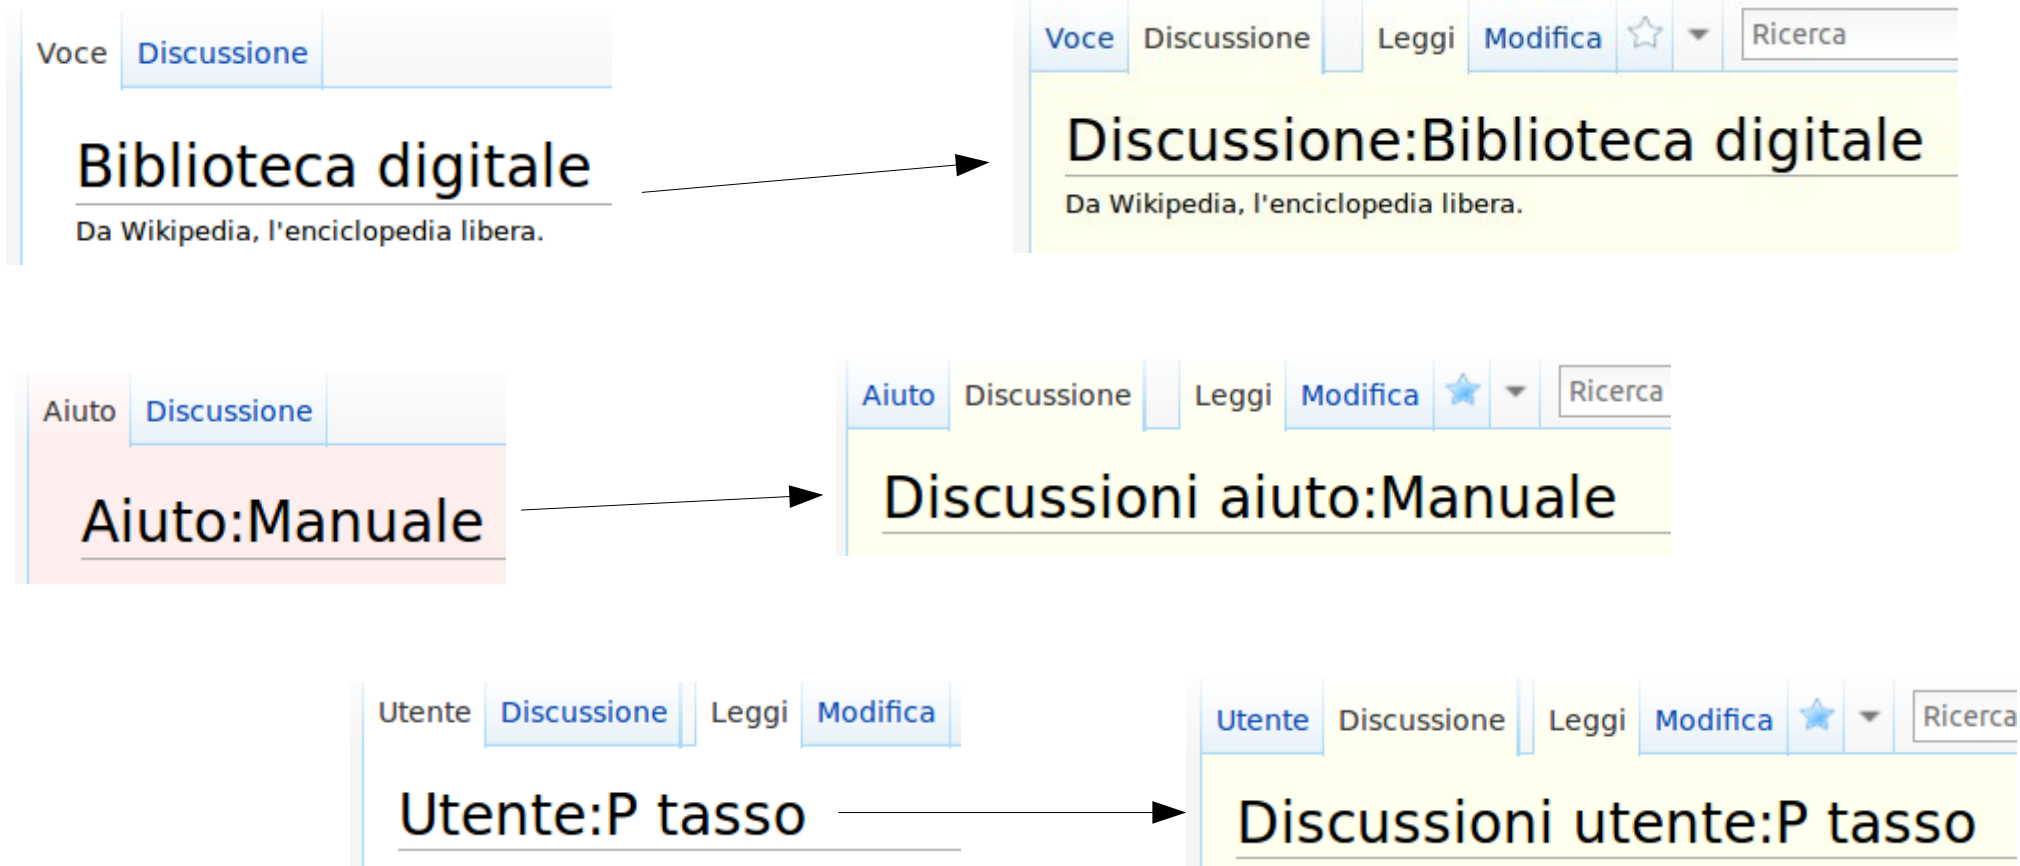 Voce Discussione
Biblioteca digitale
Da Wikipedia, l'enciclopedia libera.
Voce Discussione Leggi Modifica Ricerca
Discussione:Biblioteca digitale
Da Wikipedia, l'enciclopedia libera.
Aiuto Discussione
Aiuto:Manuale
Aiuto Discussione Leggi Modifica Ricerca
Discussioni aiuto:Manuale
Utente Discussione Leggi Modifica
Utente:P tasso
Utente Discussione Leggi Modifica Ricerca
Discussioni utente:P tasso